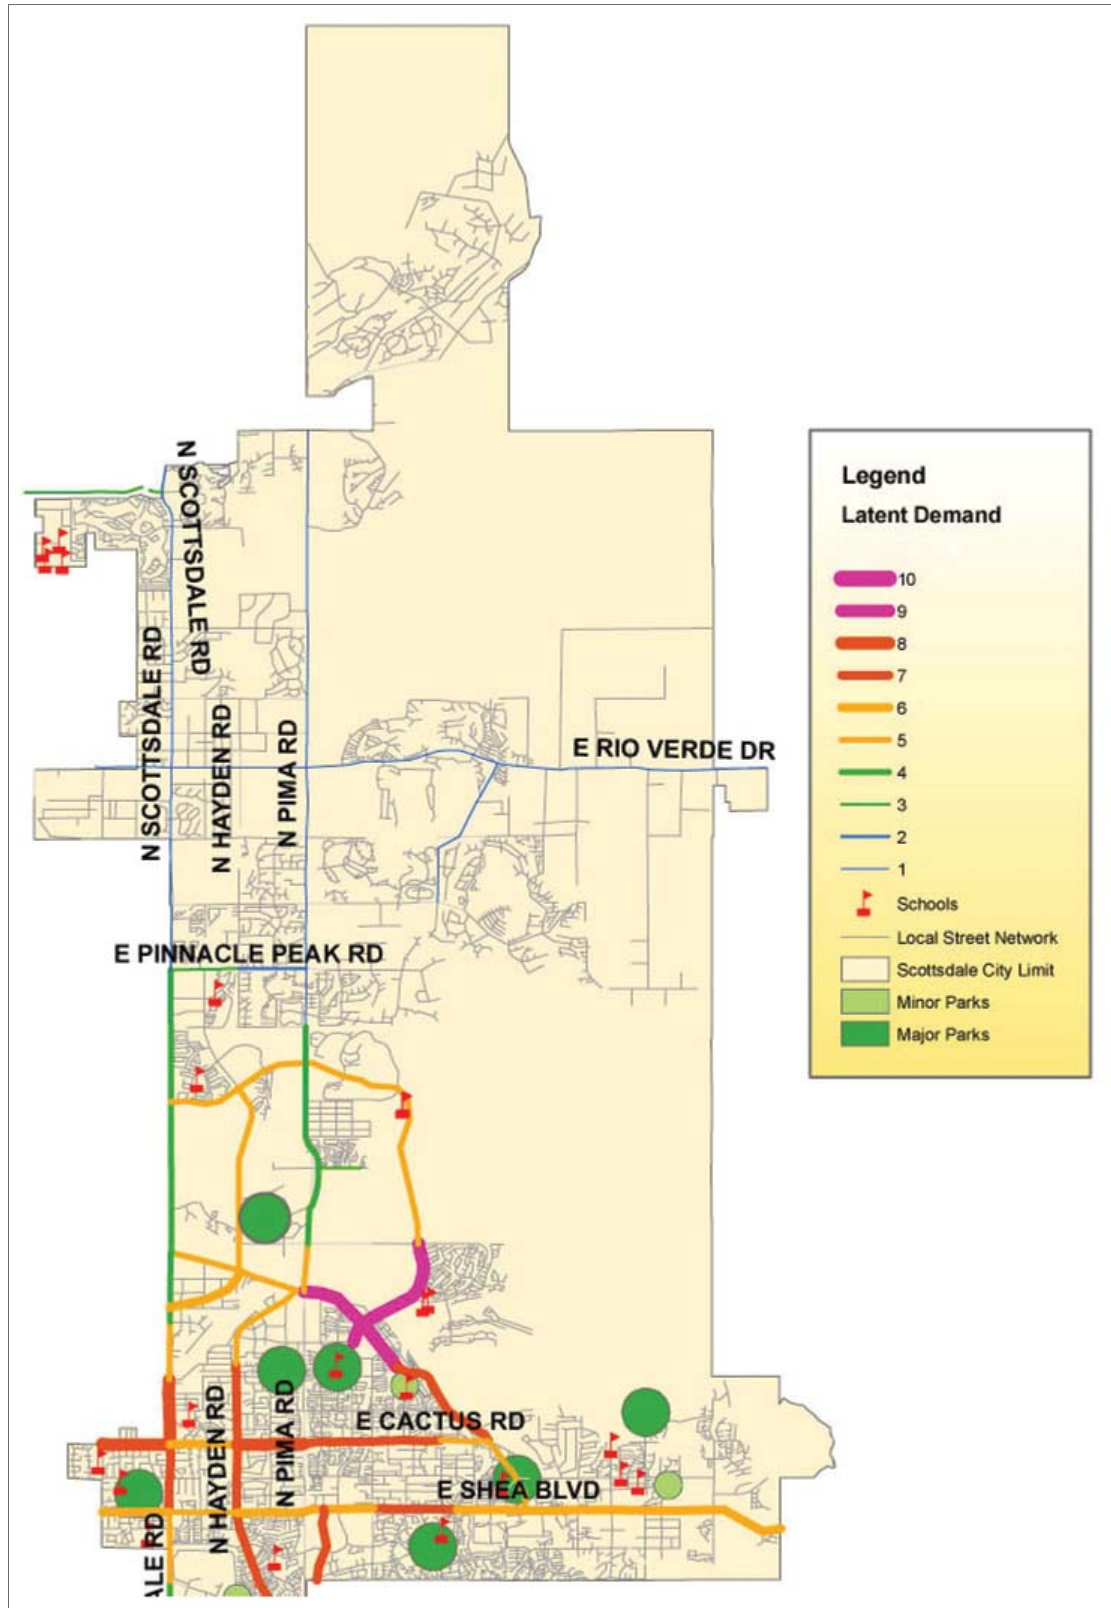 N SCOTTSDALE RD
N SCOTTSDALE RD
N HAYDEN RD
N PIMA RD
E RIO VERDE DR
E PINNACLE PEAK RD
N HAYDEN RD
N PIMA RD
E CACTUS RD
E SHEA BLVD
ALE RD
Legend
Latent Demand
10
9
8
7
6
5
4
3
2
1
Schools
Local Street Network
Scottsdale City Limit
Minor Parks
Major Parks